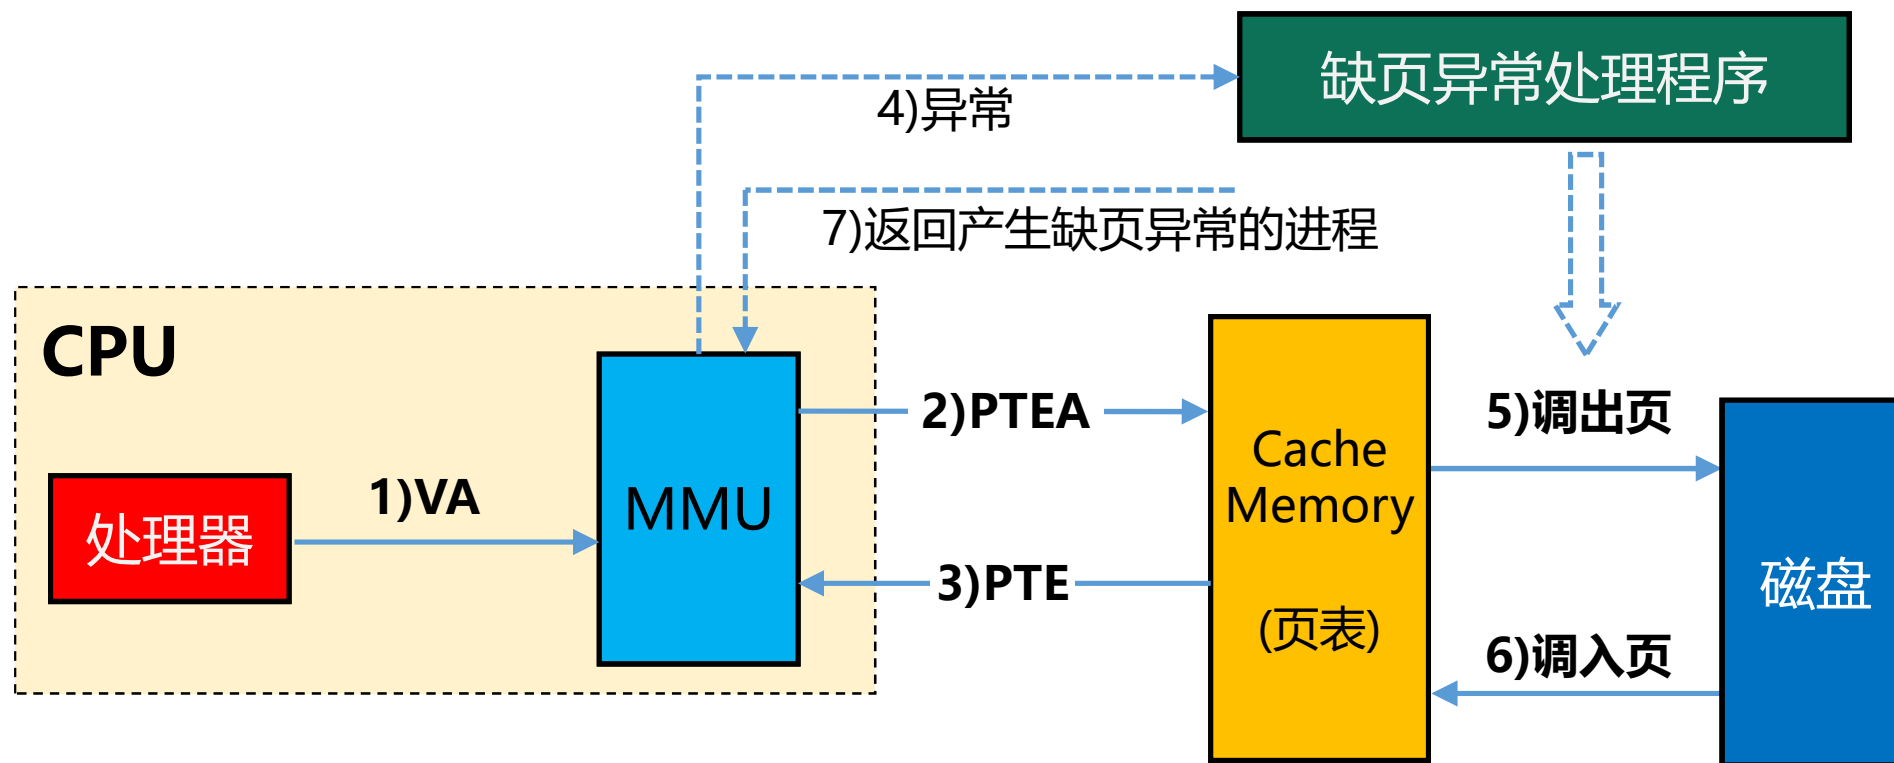 缺页异常处理程序
4)异常
7)返回产生缺页异常的进程
CPU
2)PTEA
5)调出页
Cache
Memory
1)VA
MMU
处理器
3)PTE
磁盘
(页表)
6)调入页